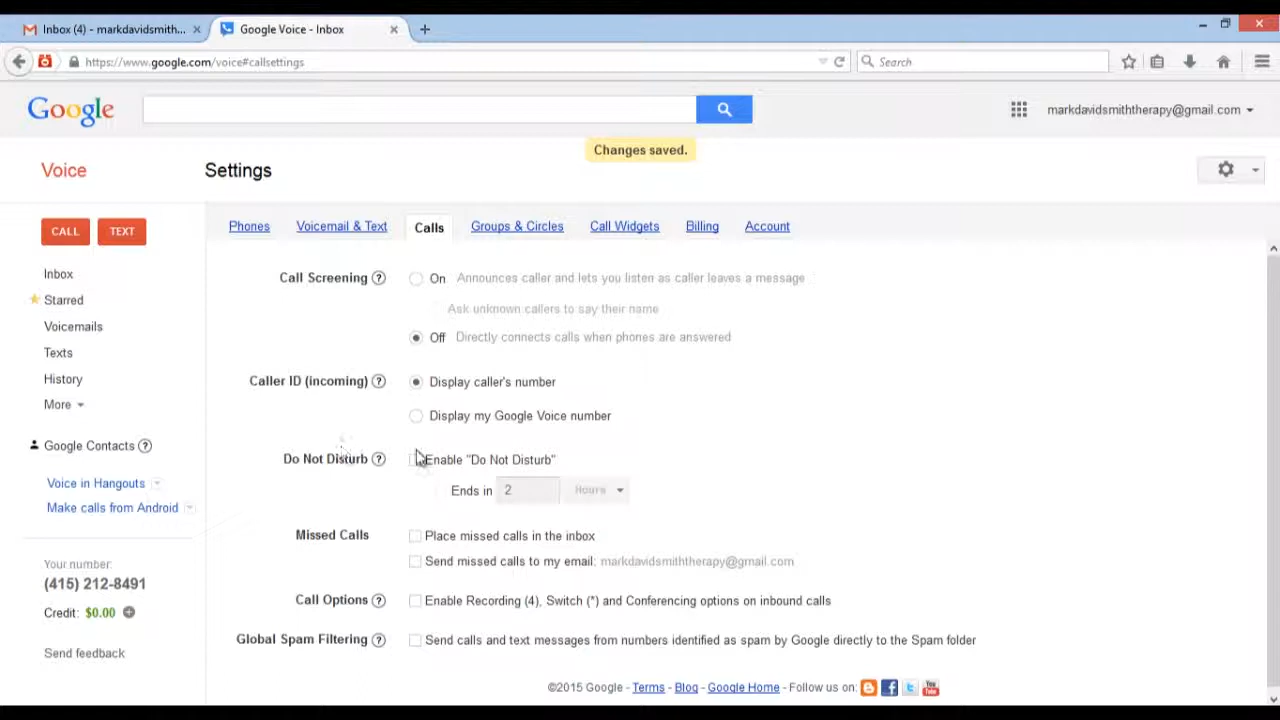 Inbox (4) - markdavidsmith...
Google Voice - Inbox
https://www.google.com/voice#callsettings
Search
Google
markdavidsmiththerapy@gmail.com
Changes saved.
Voice
Settings
CALL TEXT
Phones Voicemail & Text Calls Groups & Circles Call Widgets Billing Account
Inbox
Starred
Voicemails
Texts
History
More
Google Contacts ?
Voice in Hangouts
Make calls from Android
Your number:
(415) 212-8491
Credit: $0.00
Send feedback
Call Screening ? On Announces caller and lets you listen as caller leaves a message
Ask unknown callers to say their name
Off Directly connects calls when phones are answered
Caller ID (incoming) ? Display caller's number
Display my Google Voice number
Do Not Disturb ? Enable "Do Not Disturb"
Ends in 2 Hours
Missed Calls Place missed calls in the inbox
Send missed calls to my email: markdavidsmiththerapy@gmail.com
Call Options ? Enable Recording (4), Switch (*) and Conferencing options on inbound calls
Global Spam Filtering ? Send calls and text messages from numbers identified as spam by Google directly to the Spam folder
©2015 Google - Terms - Blog - Google Home - Follow us on: You Tube